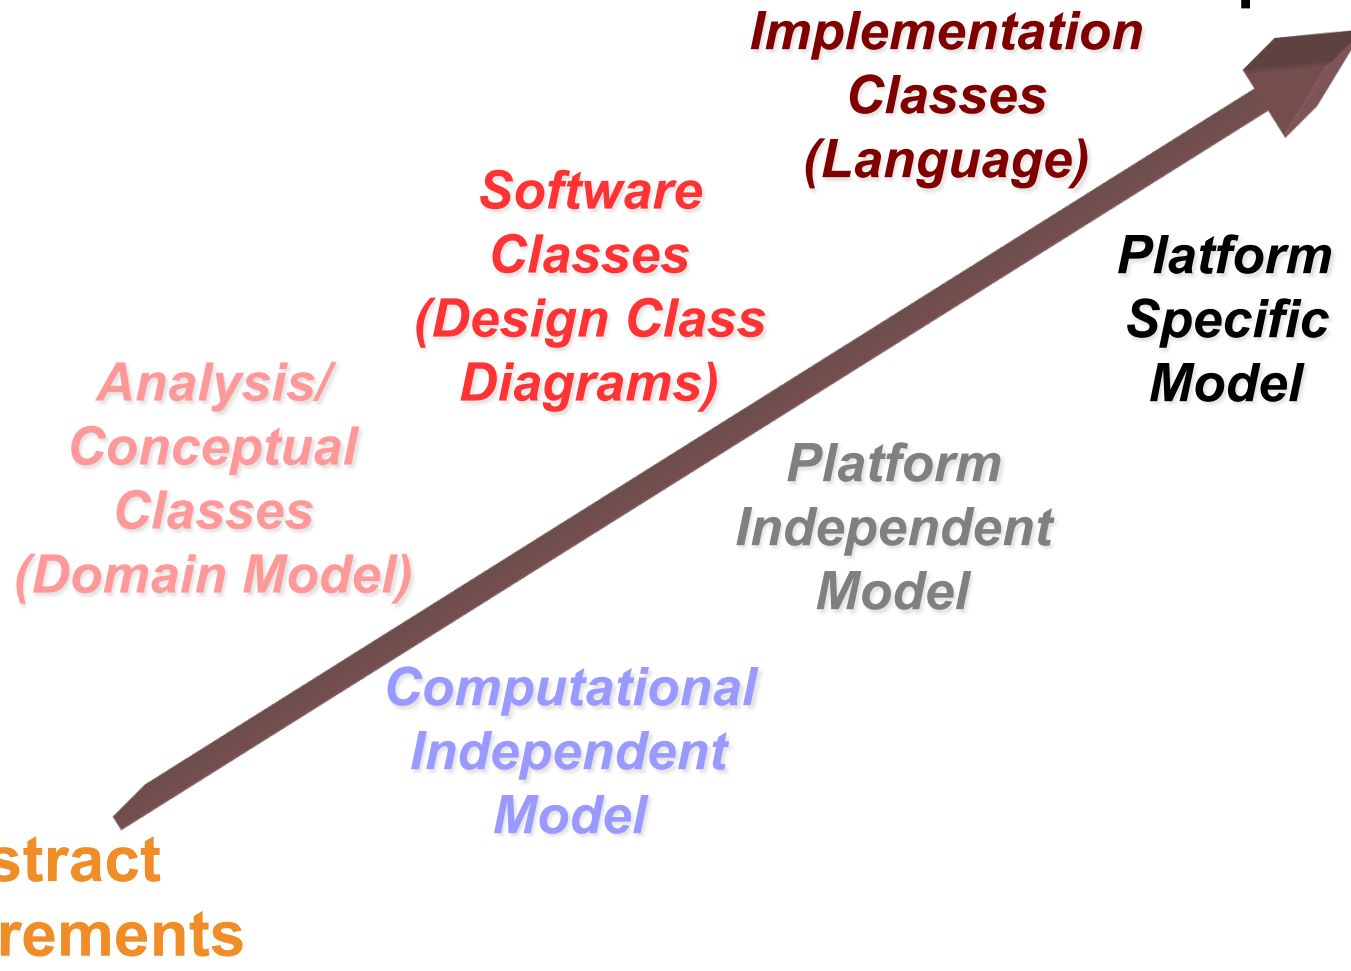 Implementation
Classes
(Language)
Software
Classes
(Design Class
Diagrams)
Platform
Specific
Model
Analysis/
Conceptual
Classes
(Domain Model)
Platform
Independent
Model
Computational
Independent
Model
stract
rements